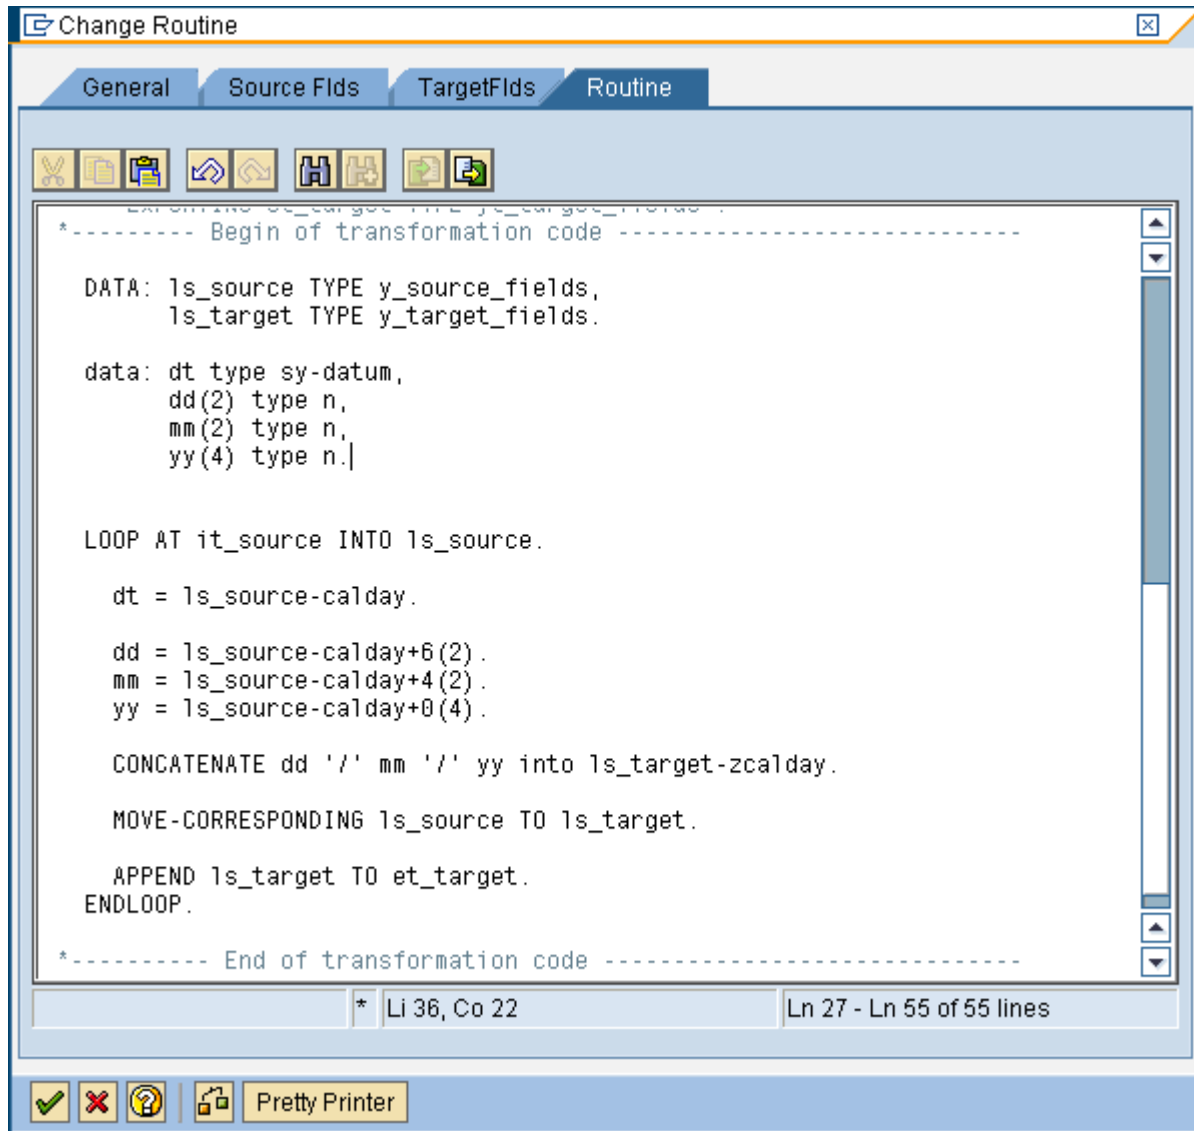 Change Routine
General Source Flds TargetFlds Routine
EXPORTING et_target TYPE yt_target_fields .
*--------- Begin of transformation code -----------------------------
DATA: ls_source TYPE y_source_fields,
ls_target TYPE y_target_fields.
data: dt type sy-datum,
dd(2) type n,
mm(2) type n,
yy(4) type n.
LOOP AT it_source INTO ls_source.
dt = ls_source-calday.
dd = ls_source-calday+6(2).
mm = ls_source-calday+4(2).
yy = ls_source-calday+0(4).
CONCATENATE dd '/' mm '/' yy into ls_target-zcalday.
MOVE-CORRESPONDING ls_source TO ls_target.
APPEND ls_target TO et_target.
ENDLOOP.
*---------- End of transformation code ------------------------------
* Li 36, Co 22 Ln 27 - Ln 55 of 55 lines
Pretty Printer